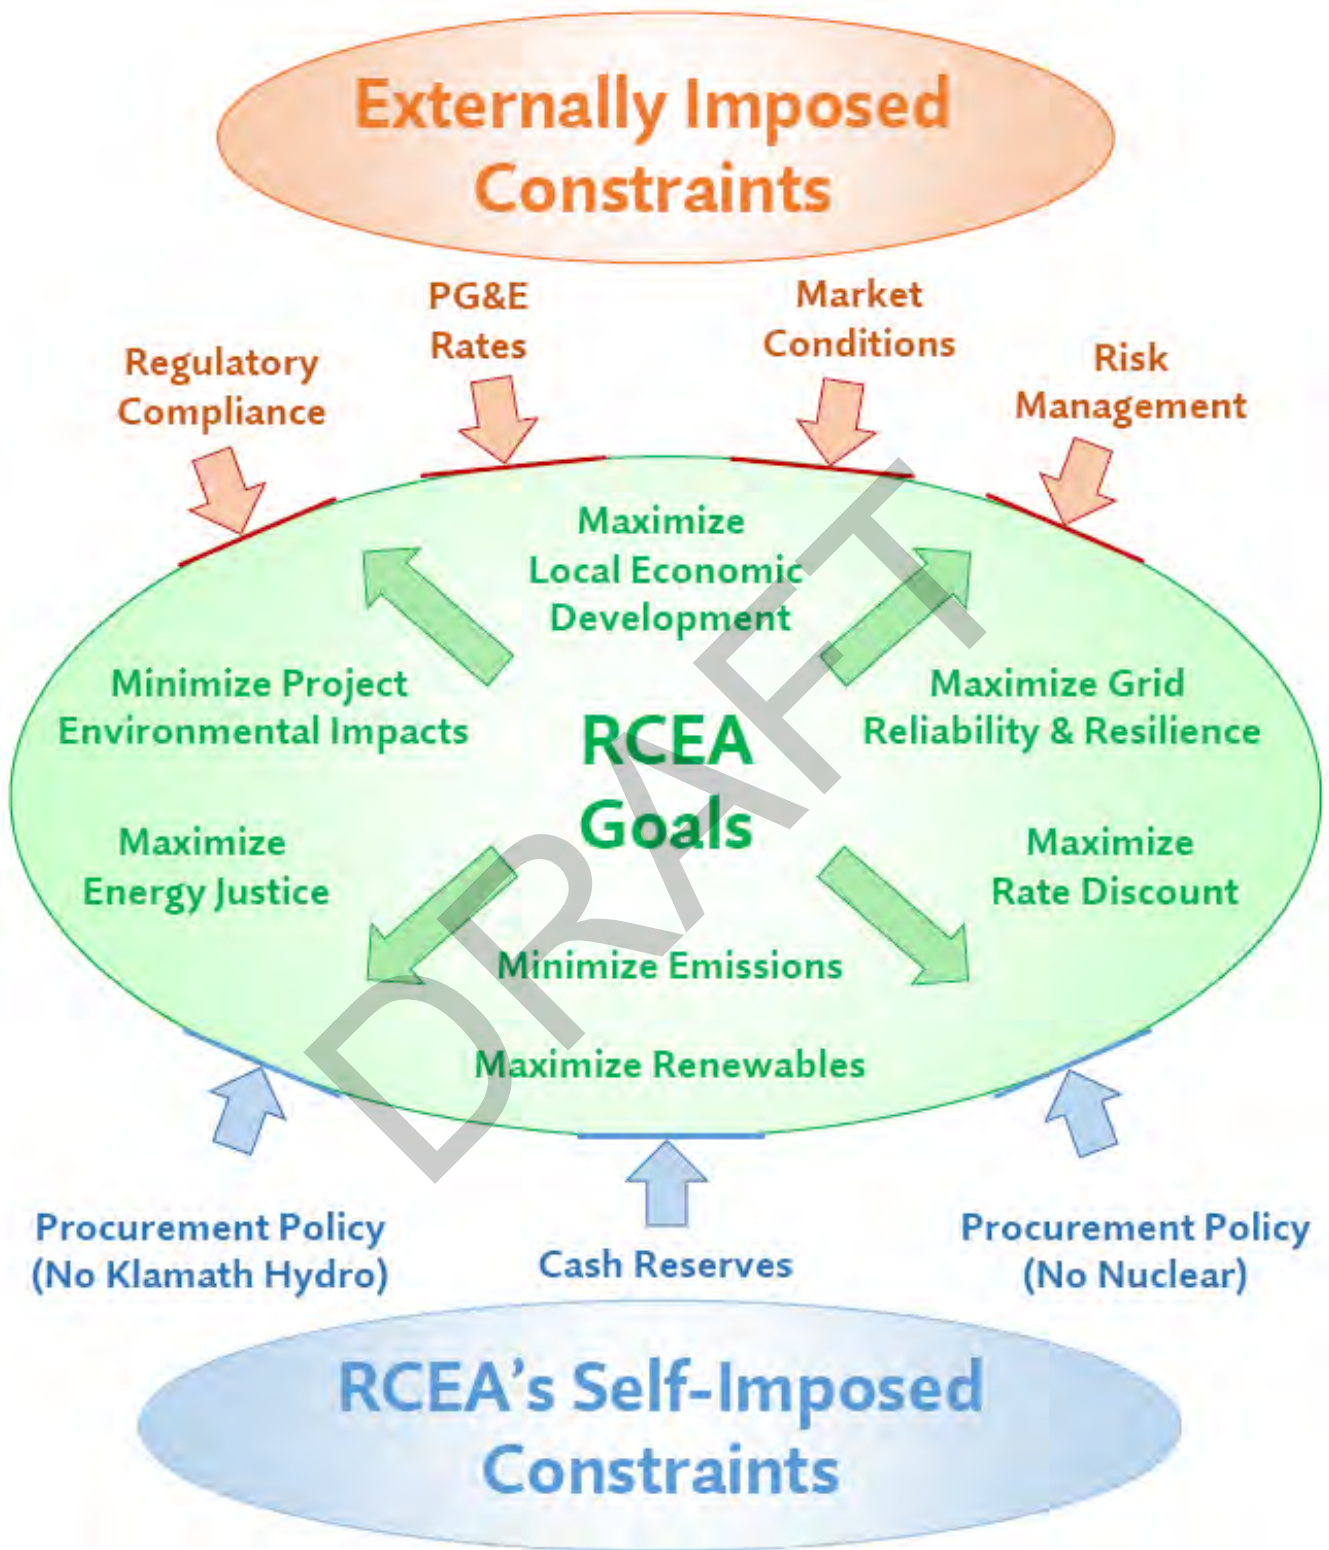 Externally Imposed
Constraints
PG&E
Rates
Market
Conditions
Regulatory
Compliance
Risk
Management
Maximize
Local Economic
Development
Minimize Project
Environmental Impacts
Maximize Grid
Reliability & Resilience
RCEA
Goals
Maximize
Energy Justice
Maximize
Rate Discount
Minimize Emissions
Maximize Renewables
DRAFT
Procurement Policy
(No Klamath Hydro)
Cash Reserves
Procurement Policy
(No Nuclear)
RCEA’s Self-Imposed
Constraints